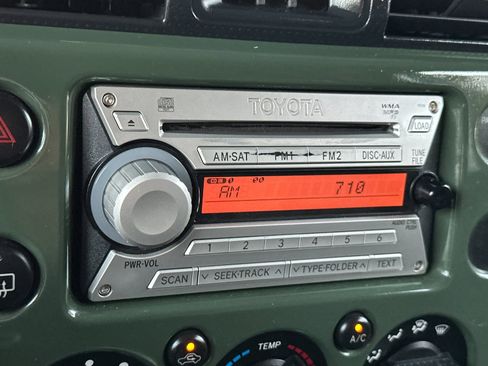 TOYOTA
WMA
LOAD
AM-SAT FM1 FM2 DISC-AUX TUNE
FILE
AM 710
AUDIO CTRL
PUSH
1 2 3 4 5 6
PWR-VOL
SCAN ∨ SEEK·TRACK ∧ ∨ TYPE·FOLDER ∧ TEXT
TEMP
A/C